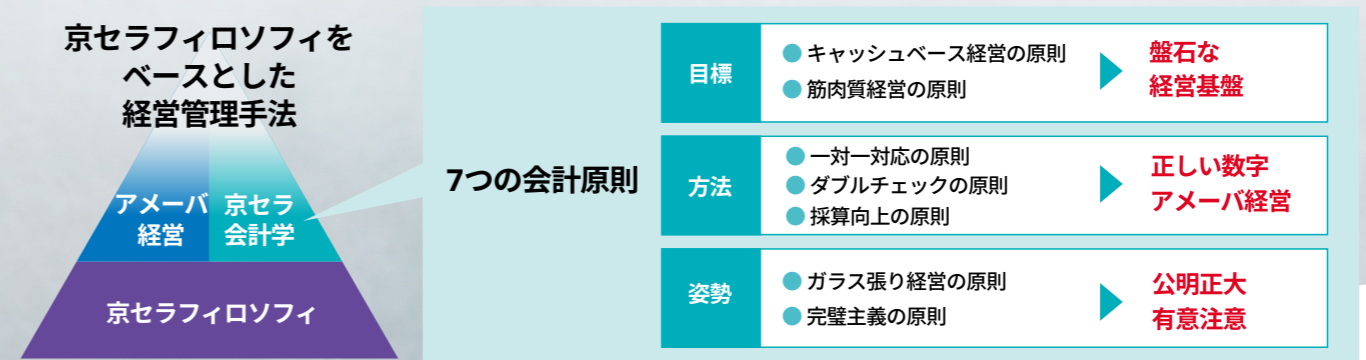 京セラフィロソフィを
ベースとした
経営管理手法
アメーバ
経営
京セラ
会計学
京セラフィロソフィ
7つの会計原則
目標
キャッシュベース経営の原則
筋肉質経営の原則
盤石な
経営基盤
方法
一対一対応の原則
ダブルチェックの原則
採算向上の原則
正しい数字
アメーバ経営
姿勢
ガラス張り経営の原則
完璧主義の原則
公明正大
有意注意